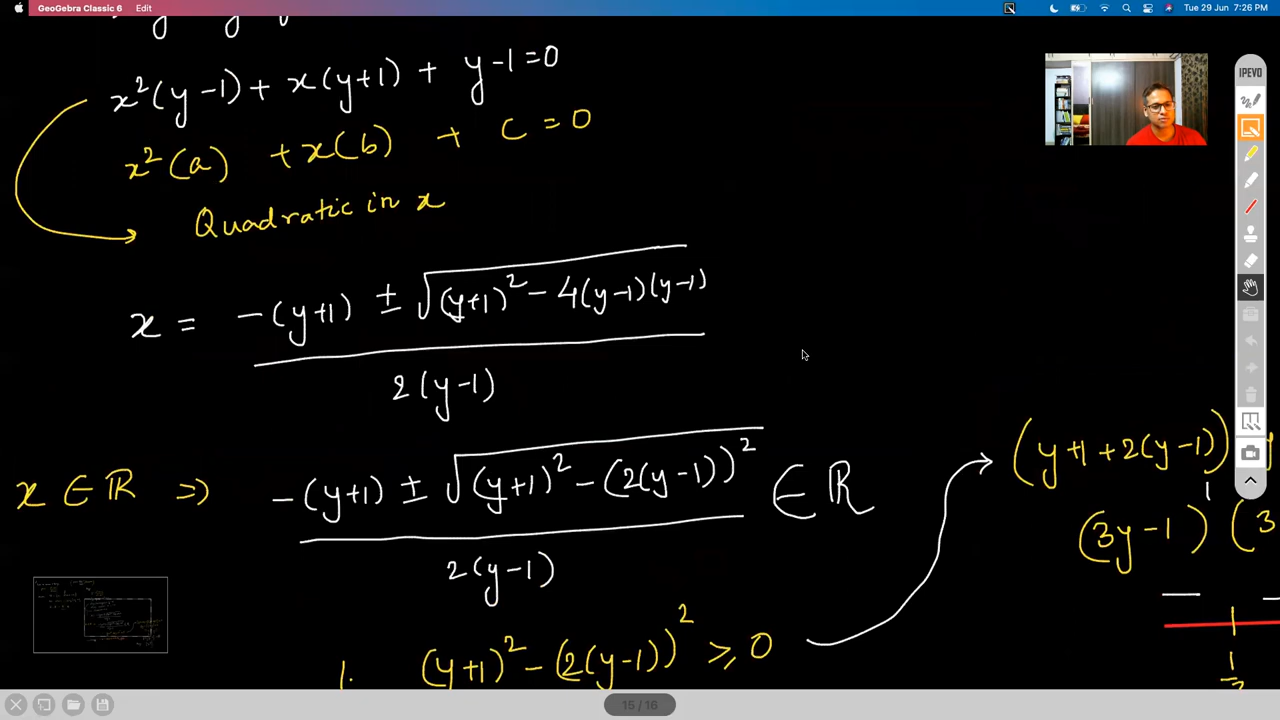 GeoGebra Classic 6 Edit Tue 29 Jun 7:26 PM
x²(y-1) + x(y+1) + y-1 = 0
x²(a) + x(b) + c = 0
Quadratic in x
x = -(y+1) ± √(y+1)² - 4(y-1)(y-1)
2(y-1)
x ∈ ℝ ⇒ -(y+1) ± √(y+1)² - (2(y-1))² ∈ ℝ
2(y-1)
1. (y+1)² - (2(y-1))² ⩾ 0
(y+1 + 2(y-1))
(3y-1) (3
1
IPEVO
15 / 16